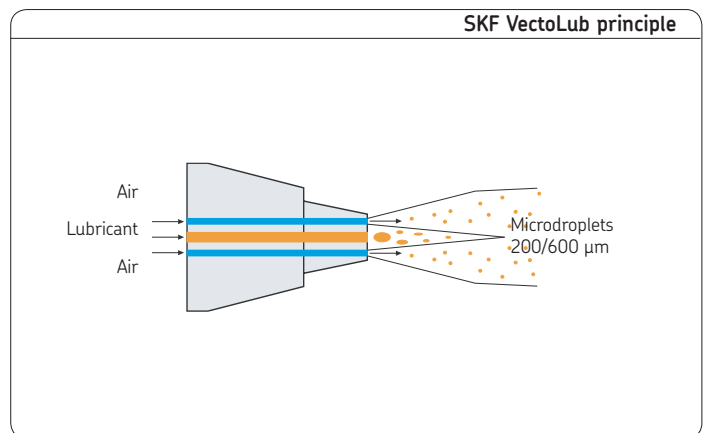 SKF VectoLub principle
Air
Lubricant
Air
Microdroplets
200/600 µm